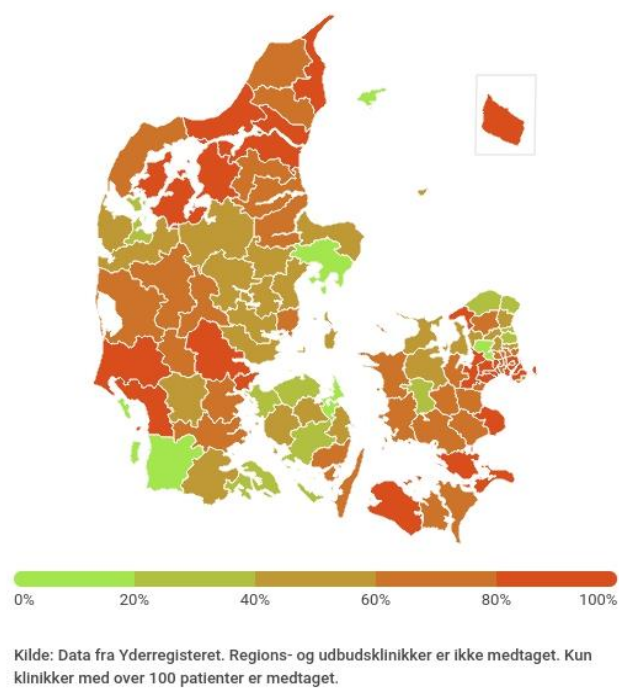 0% 20% 40% 60% 80% 100%
Kilde: Data fra Yderregisteret. Regions- og udbudsklinikker er ikke medtaget. Kun
klinikker med over 100 patienter er medtaget.